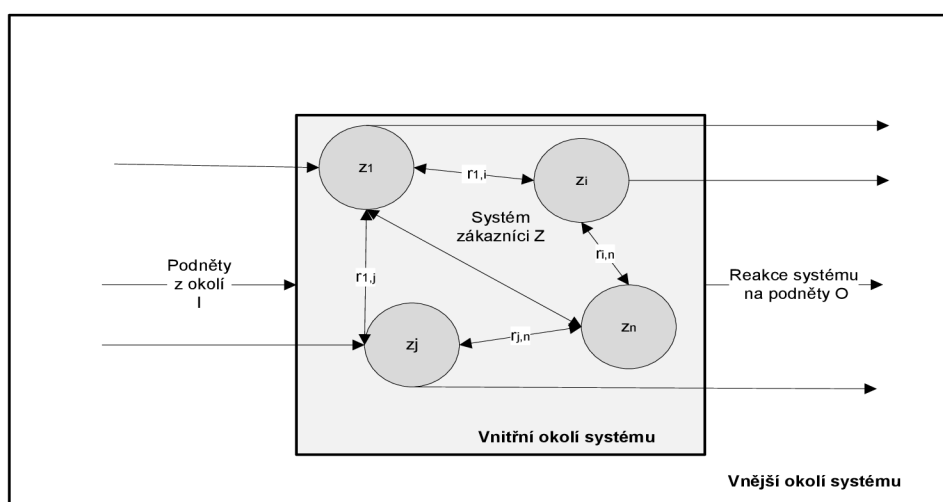 z1
r1,i
zi
Systém
zákazníci Z
ri,n
Podněty
z okolí
I
r1,j
Reakce systému
na podněty O
zj
rj,n
zn
Vnitřní okolí systému
Vnější okolí systému